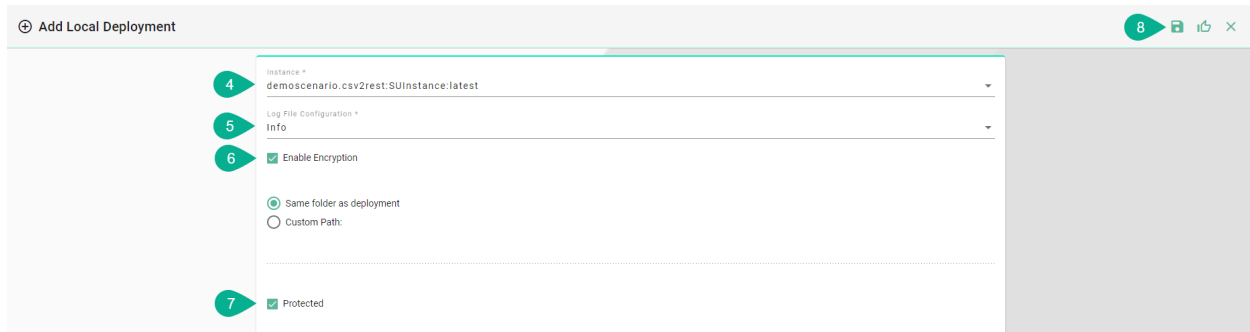 Add Local Deployment
8
Instance *
4
demoscenario.csv2rest:SUInstance:latest
Log File Configuration *
5
Info
6
Enable Encryption
Same folder as deployment
Custom Path:
7
Protected